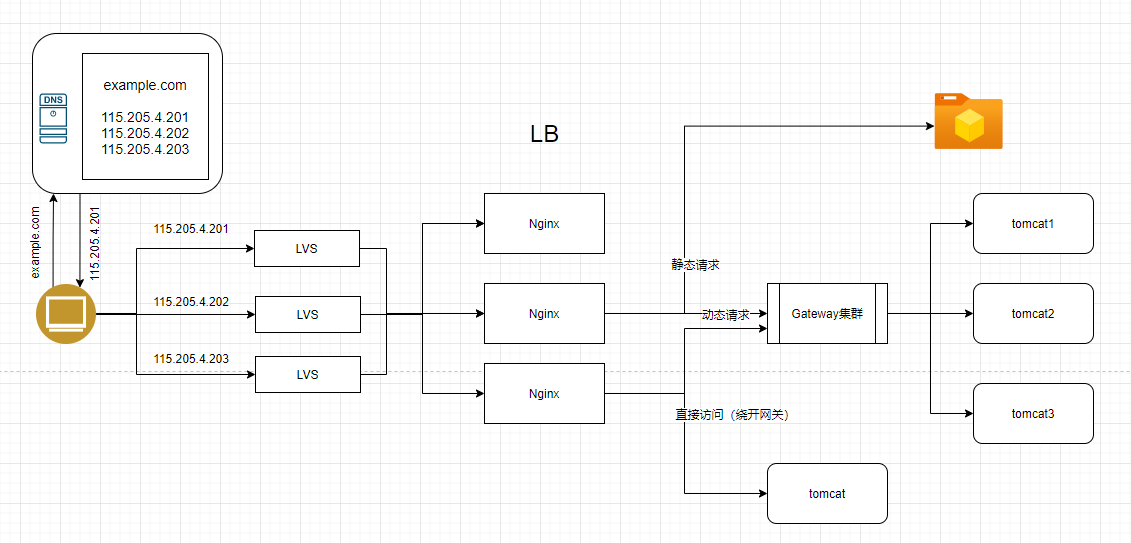 DNS
example.com
115.205.4.201
115.205.4.202
115.205.4.203
example.com
115.205.4.201
LB
115.205.4.201
LVS
115.205.4.202
LVS
115.205.4.203
LVS
Nginx
Nginx
Nginx
静态请求
动态请求
Gateway集群
直接访问（绕开网关）
tomcat
tomcat1
tomcat2
tomcat3